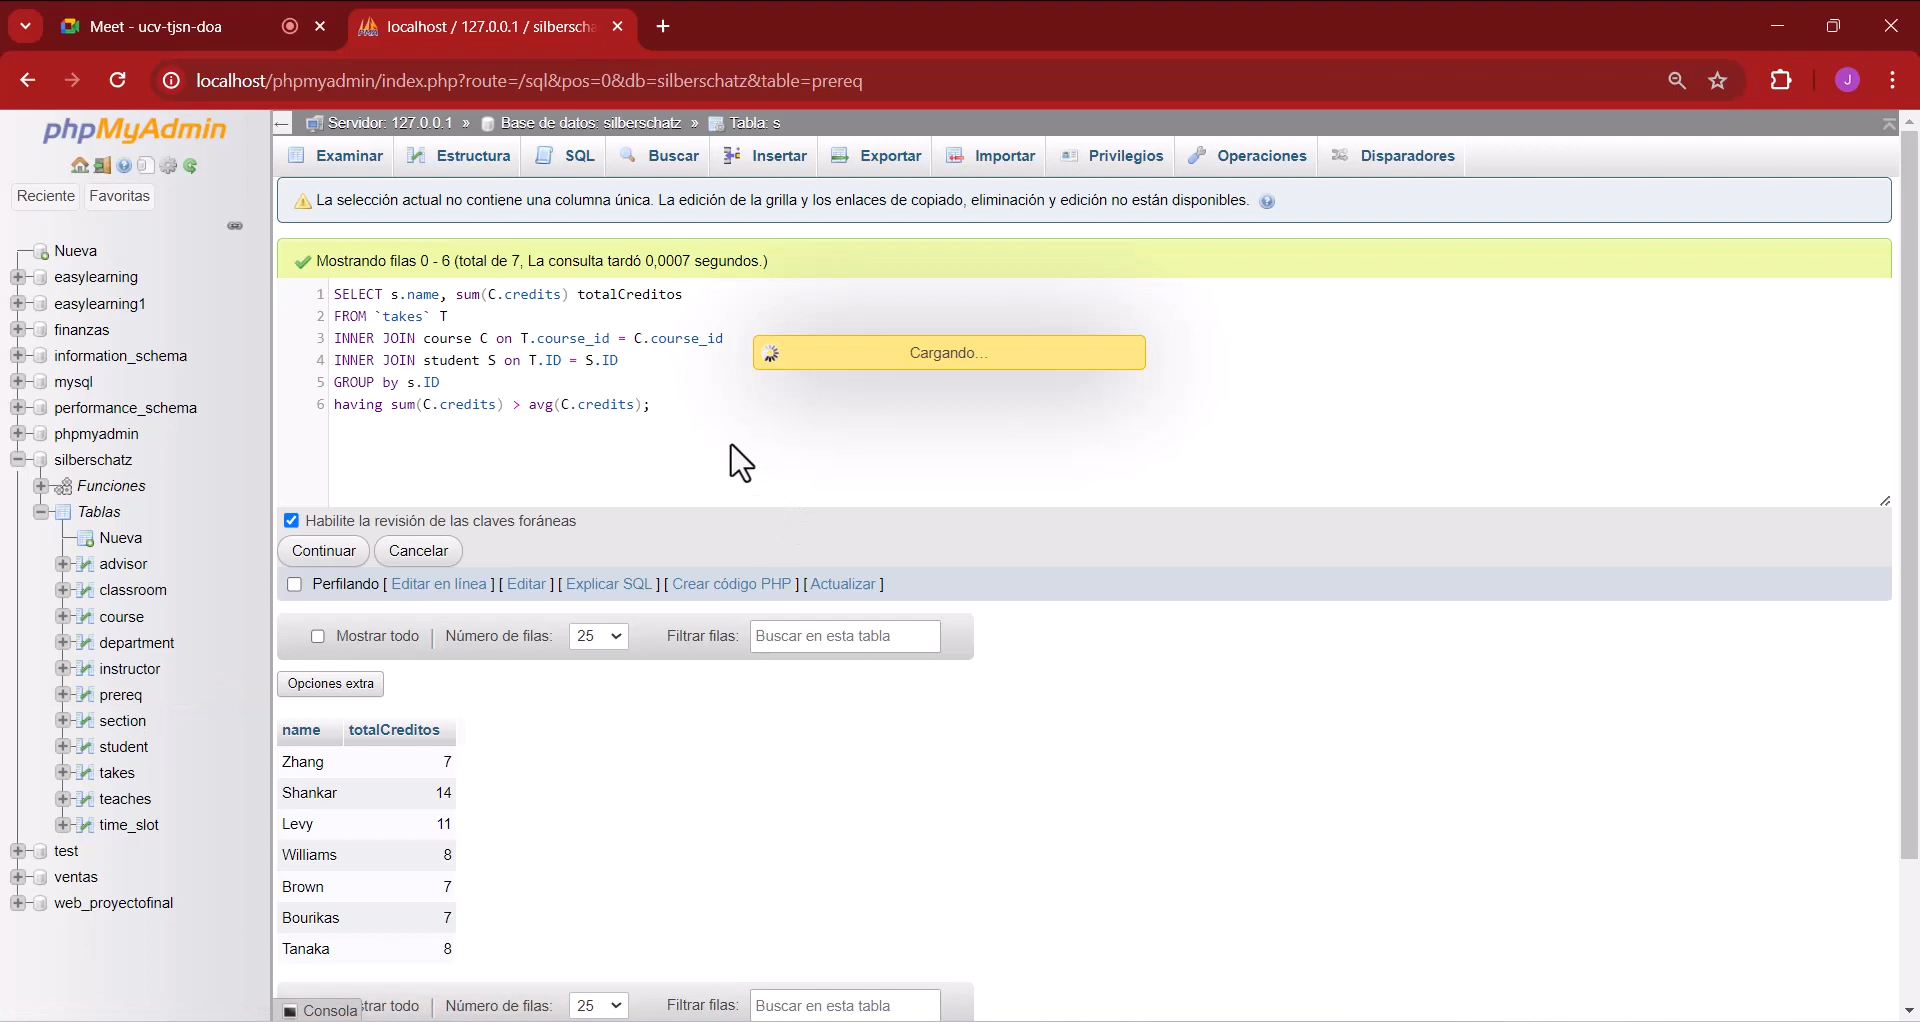 Meet - ucv-tjsn-doa
localhost / 127.0.0.1 / silberscha
localhost/phpmyadmin/index.php?route=/sql&pos=0&db=silberschatz&table=prereq
J
phpMyAdmin
Reciente
Favoritas
Nueva
easylearning
easylearning1
finanzas
information_schema
mysql
performance_schema
phpmyadmin
silberschatz
Funciones
Tablas
Nueva
advisor
classroom
course
department
instructor
prereq
section
student
takes
teaches
time_slot
test
ventas
web_proyectofinal
Servidor: 127.0.0.1 » Base de datos: silberschatz » Tabla: s
Examinar Estructura SQL Buscar Insertar Exportar Importar Privilegios Operaciones Disparadores
La selección actual no contiene una columna única. La edición de la grilla y los enlaces de copiado, eliminación y edición no están disponibles.
Mostrando filas 0 - 6 (total de 7, La consulta tardó 0,0007 segundos.)
1 SELECT s.name, sum(C.credits) totalCreditos
2 FROM `takes` T
3 INNER JOIN course C on T.course_id = C.course_id
4 INNER JOIN student S on T.ID = S.ID
5 GROUP by s.ID
6 having sum(C.credits) > avg(C.credits);
Cargando...
Habilite la revisión de las claves foráneas
Continuar Cancelar
Perfilando [ Editar en línea ] [ Editar ] [ Explicar SQL ] [ Crear código PHP ] [ Actualizar ]
Mostrar todo Número de filas: 25 Filtrar filas: Buscar en esta tabla
Opciones extra
name totalCreditos
Zhang 7
Shankar 14
Levy 11
Williams 8
Brown 7
Bourikas 7
Tanaka 8
Consola strar todo Número de filas: 25 Filtrar filas: Buscar en esta tabla